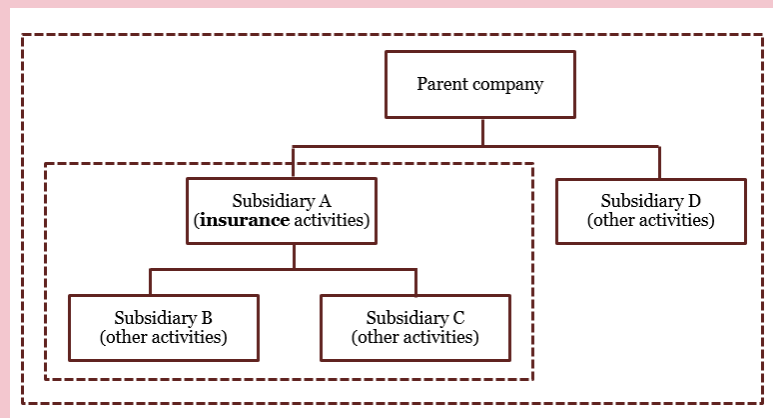 Parent company
Subsidiary A
(insurance activities)
Subsidiary D
(other activities)
Subsidiary B
(other activities)
Subsidiary C
(other activities)